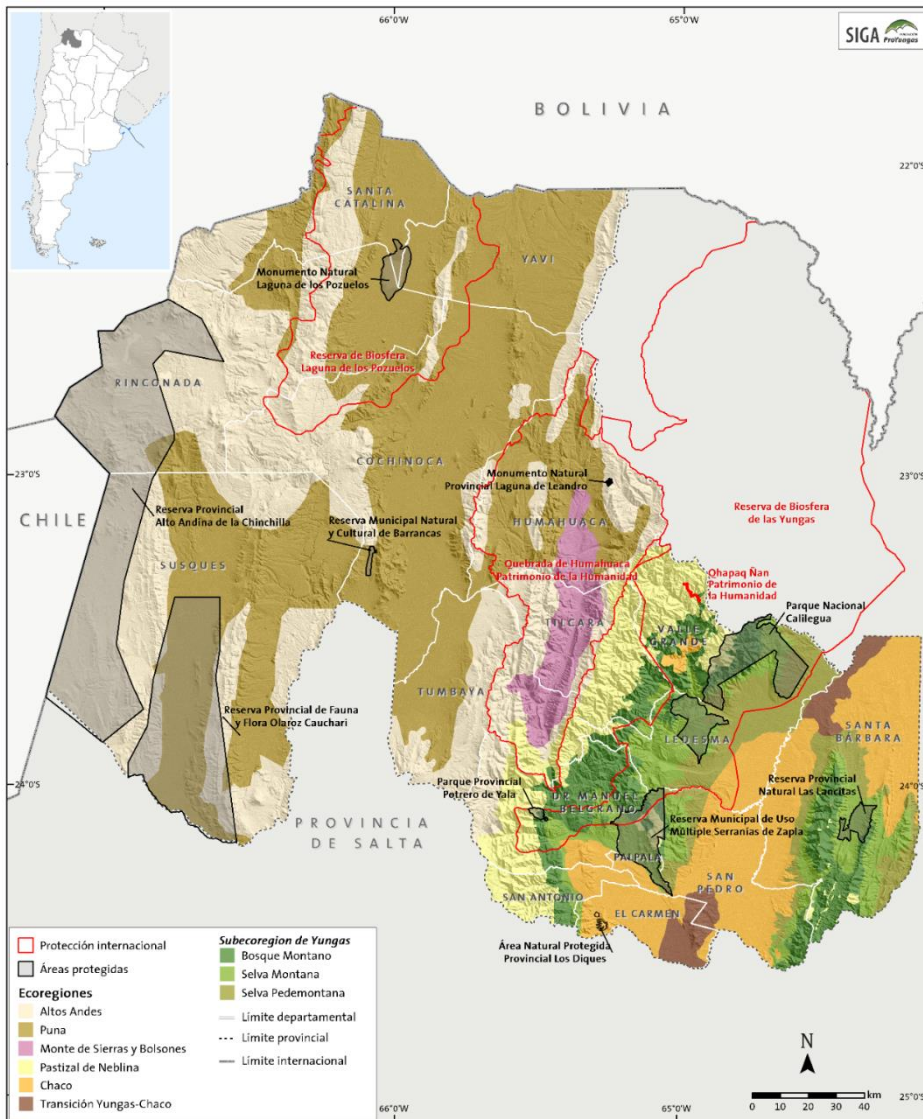 66°0'W
65°0'W
SIGA
FUNDACIÓN
ProYungas
BOLIVIA
22°0'S
22°0'S
SANTA
CATALINA
YAVI
Monumento Natural
Laguna de los Pozuelos
Reserva de Biosfera
Laguna de los Pozuelos
RINCONADA
COCHINOCA
23°0'S
23°0'S
Monumento Natural
Provincial Laguna de Leandro
CHILE
Reserva Provincial
Alto Andina de la Chinchilla
Reserva Municipal Natural
y Cultural de Barrancas
HUMAHUACA
Reserva de Biosfera
de las Yungas
SUSQUES
Quebrada de Humahuaca
Patrimonio de la Humanidad
Qhapaq Ñan
Patrimonio de
la Humanidad
TILCARA
VALLE
GRANDE
Parque Nacional
Calilegua
TUMBAYA
Reserva Provincial de Fauna
y Flora Olaroz Cauchari
LEDESMA
SANTA
BÁRBARA
24°0'S
24°0'S
Parque Provincial
Potrero de Yala
DR MANUEL
BELGRANO
Reserva Provincial
Natural Las Lancitas
PROVINCIA
DE SALTA
Reserva Municipal de Uso
Múltiple Serranías de Zapla
PALPALÁ
SAN
PEDRO
SAN ANTONIO
EL CARMEN
Área Natural Protegida
Provincial Los Diques
Protección internacional
Áreas protegidas
Ecoregiones
Altos Andes
Puna
Monte de Sierras y Bolsones
Pastizal de Neblina
Chaco
Transición Yungas-Chaco
Subecoregion de Yungas
Bosque Montano
Selva Montana
Selva Pedemontana
Límite departamental
Límite provincial
Límite internacional
N
km
0 10 20 30 40
66°0'W
65°0'W
25°0'S